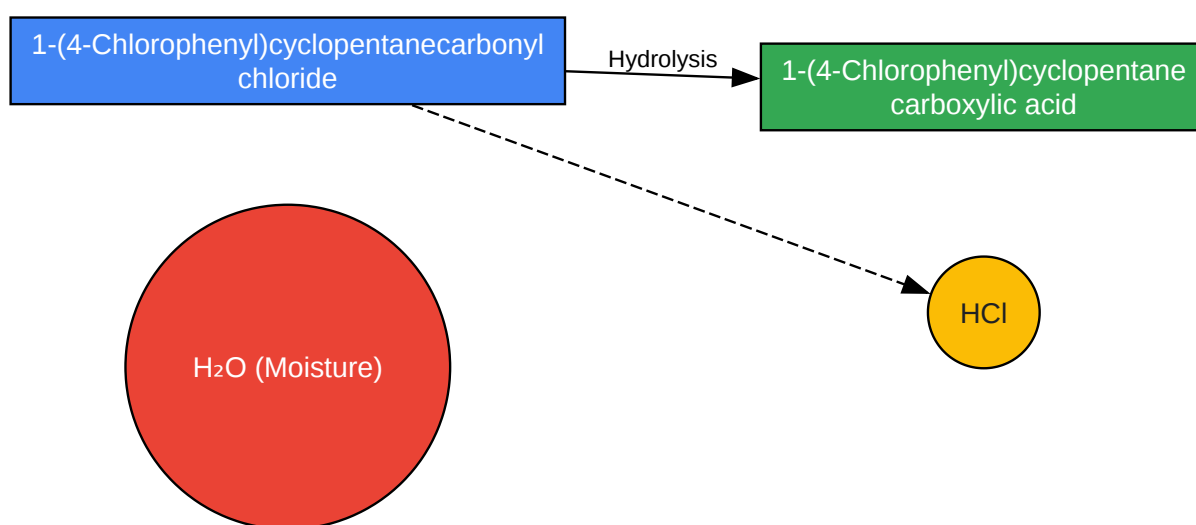 1-(4-Chlorophenyl)cyclopentanecarbonyl
chloride
Hydrolysis
1-(4-Chlorophenyl)cyclopentane
carboxylic acid
H₂O (Moisture)
HCl